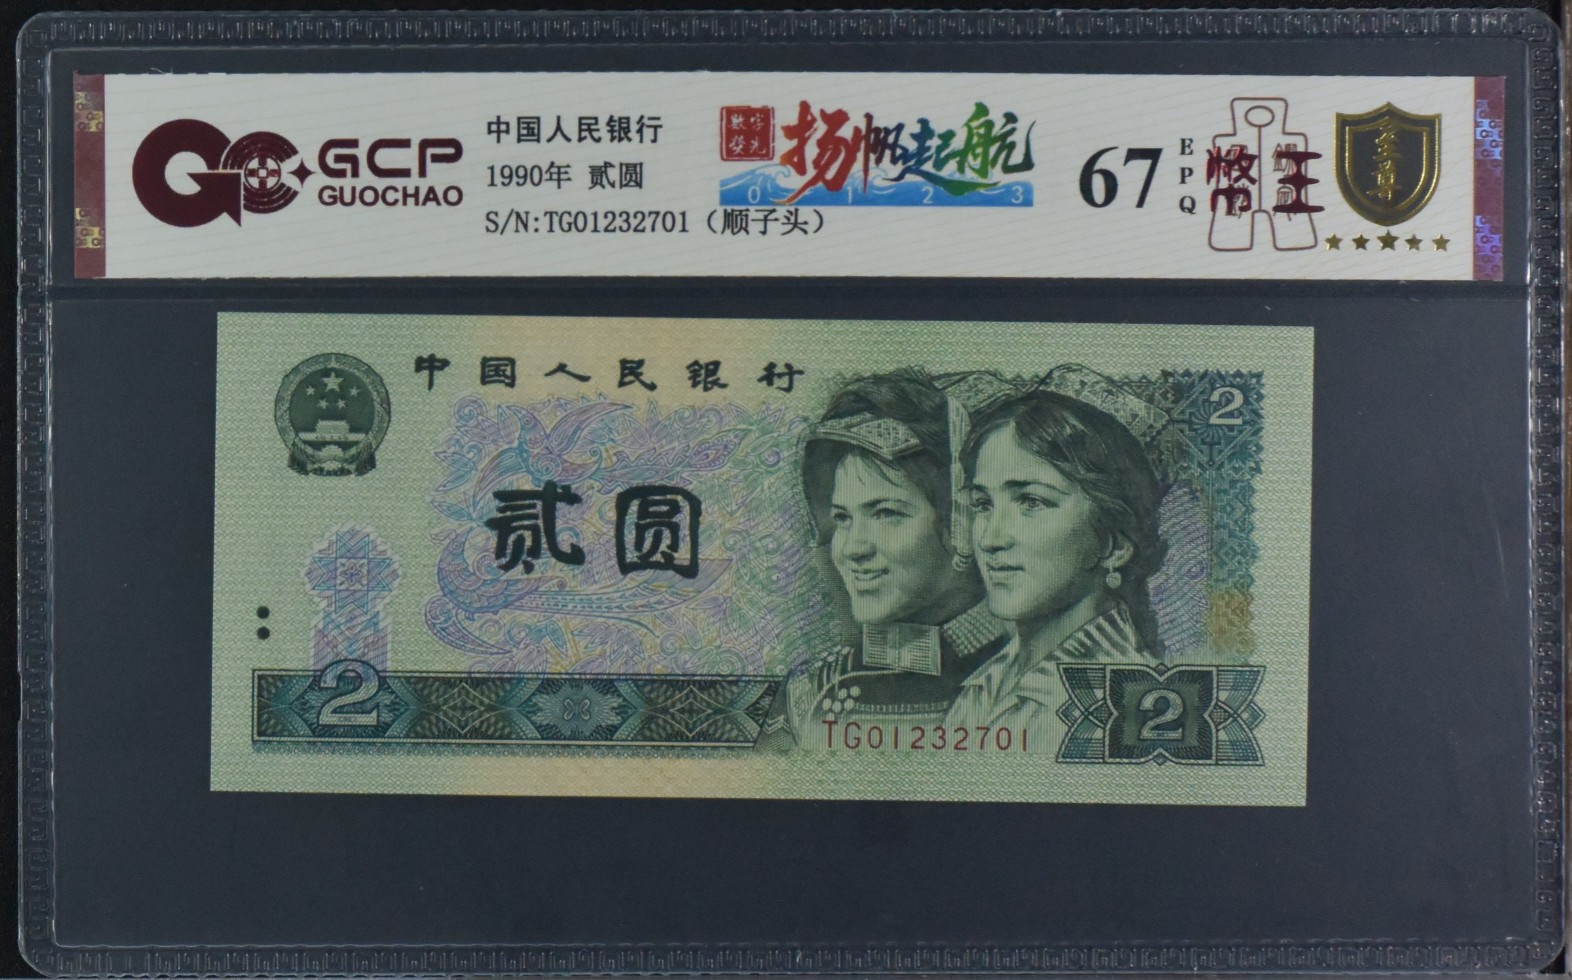 GCP
GUOCHAO
中国人民银行
1990年 贰圆
S/N:TG01232701（顺子头）
扬帆起航
0 1 2 3
67
EPQ
至尊
中国人民银行
2
贰圆
2
TG01232701
2